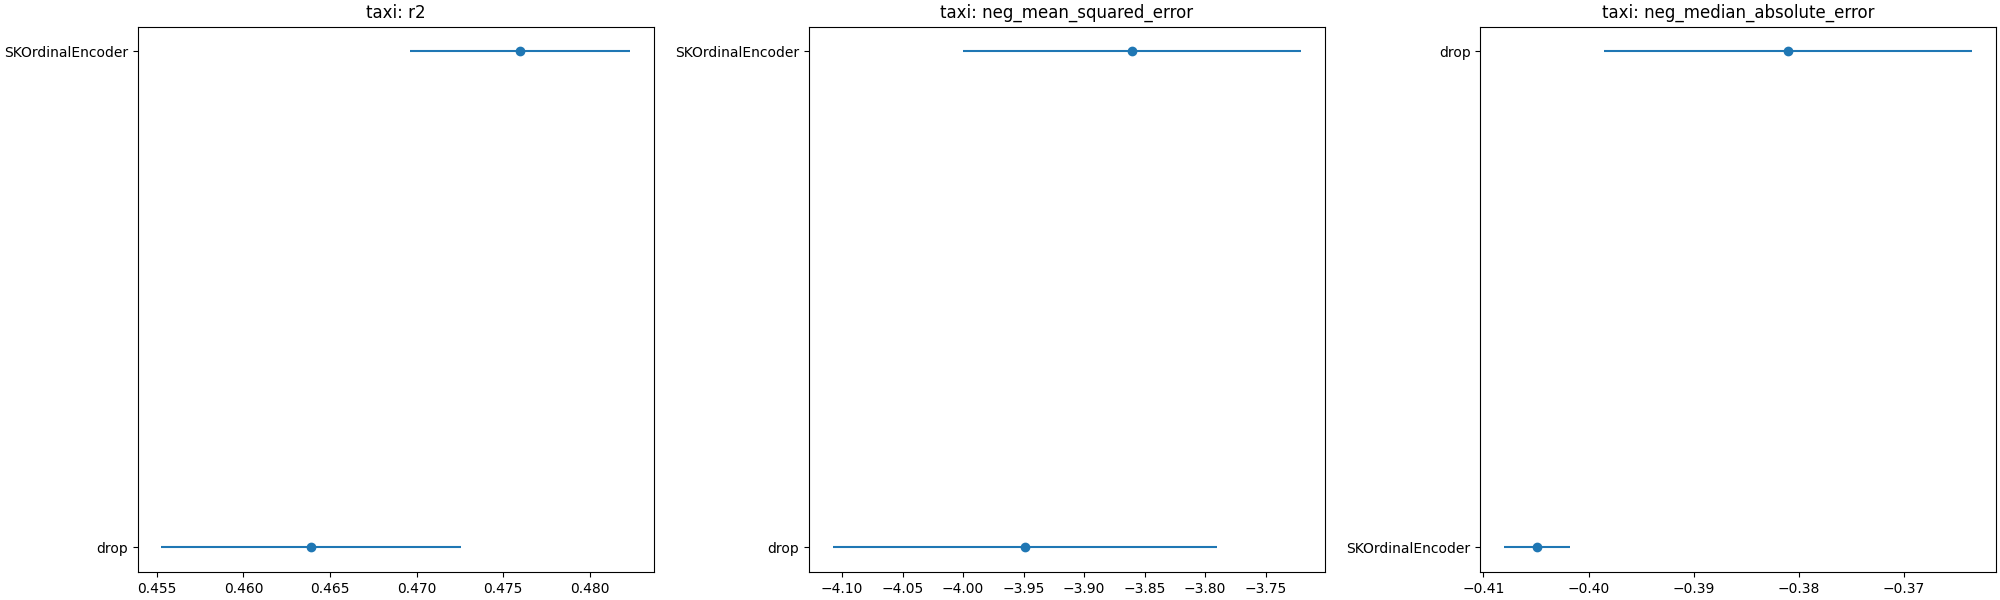 taxi: r2
SKOrdinalEncoder
drop
0.455 0.460 0.465 0.470 0.475 0.480
taxi: neg_mean_squared_error
SKOrdinalEncoder
drop
−4.10 −4.05 −4.00 −3.95 −3.90 −3.85 −3.80 −3.75
taxi: neg_median_absolute_error
drop
SKOrdinalEncoder
−0.41 −0.40 −0.39 −0.38 −0.37